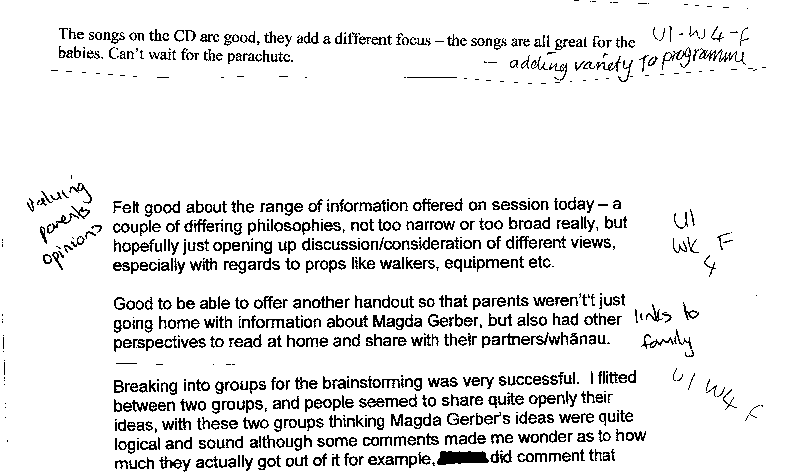 The songs on the CD are good, they add a different focus – the songs are all great for the
babies. Can't wait for the parachute.
U1-W4-F
– adding variety to programme
valuing
parents
opinions
Felt good about the range of information offered on session today – a
couple of differing philosophies, not too narrow or too broad really, but
hopefully just opening up discussion/consideration of different views,
especially with regards to props like walkers, equipment etc.
U1
WK F
4
Good to be able to offer another handout so that parents weren't't just
going home with information about Magda Gerber, but also had other
perspectives to read at home and share with their partners/whānau.
links to
family
Breaking into groups for the brainstorming was very successful. I flitted
between two groups, and people seemed to share quite openly their
ideas, with these two groups thinking Magda Gerber's ideas were quite
logical and sound although some comments made me wonder as to how
much they actually got out of it for example, did comment that
U1 W4 F